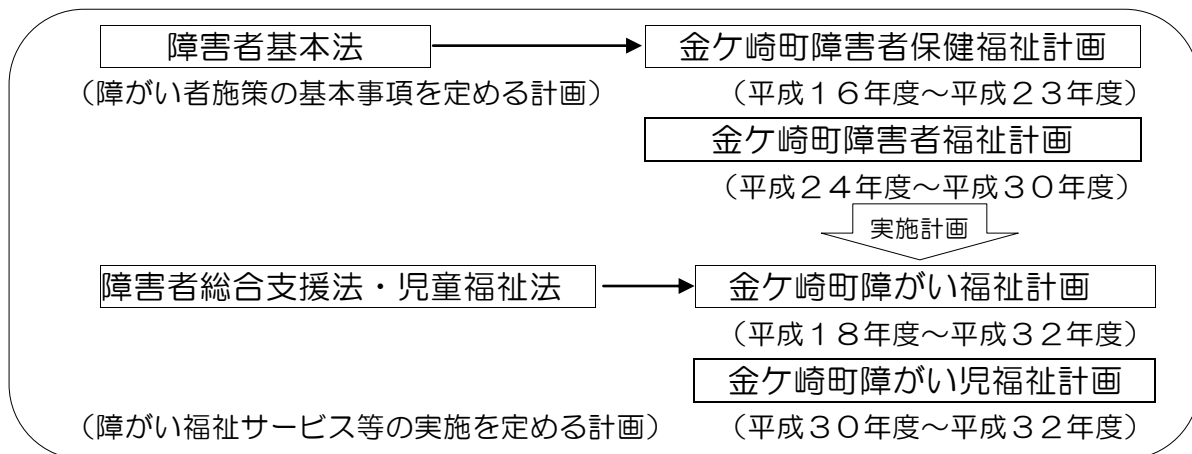 障害者基本法
金ケ崎町障害者保健福祉計画
（障がい者施策の基本事項を定める計画）
（平成１６年度～平成２３年度）
金ケ崎町障害者福祉計画
（平成２４年度～平成３０年度）
実施計画
障害者総合支援法・児童福祉法
金ケ崎町障がい福祉計画
（平成１８年度～平成３２年度）
金ケ崎町障がい児福祉計画
（障がい福祉サービス等の実施を定める計画）
（平成３０年度～平成３２年度）